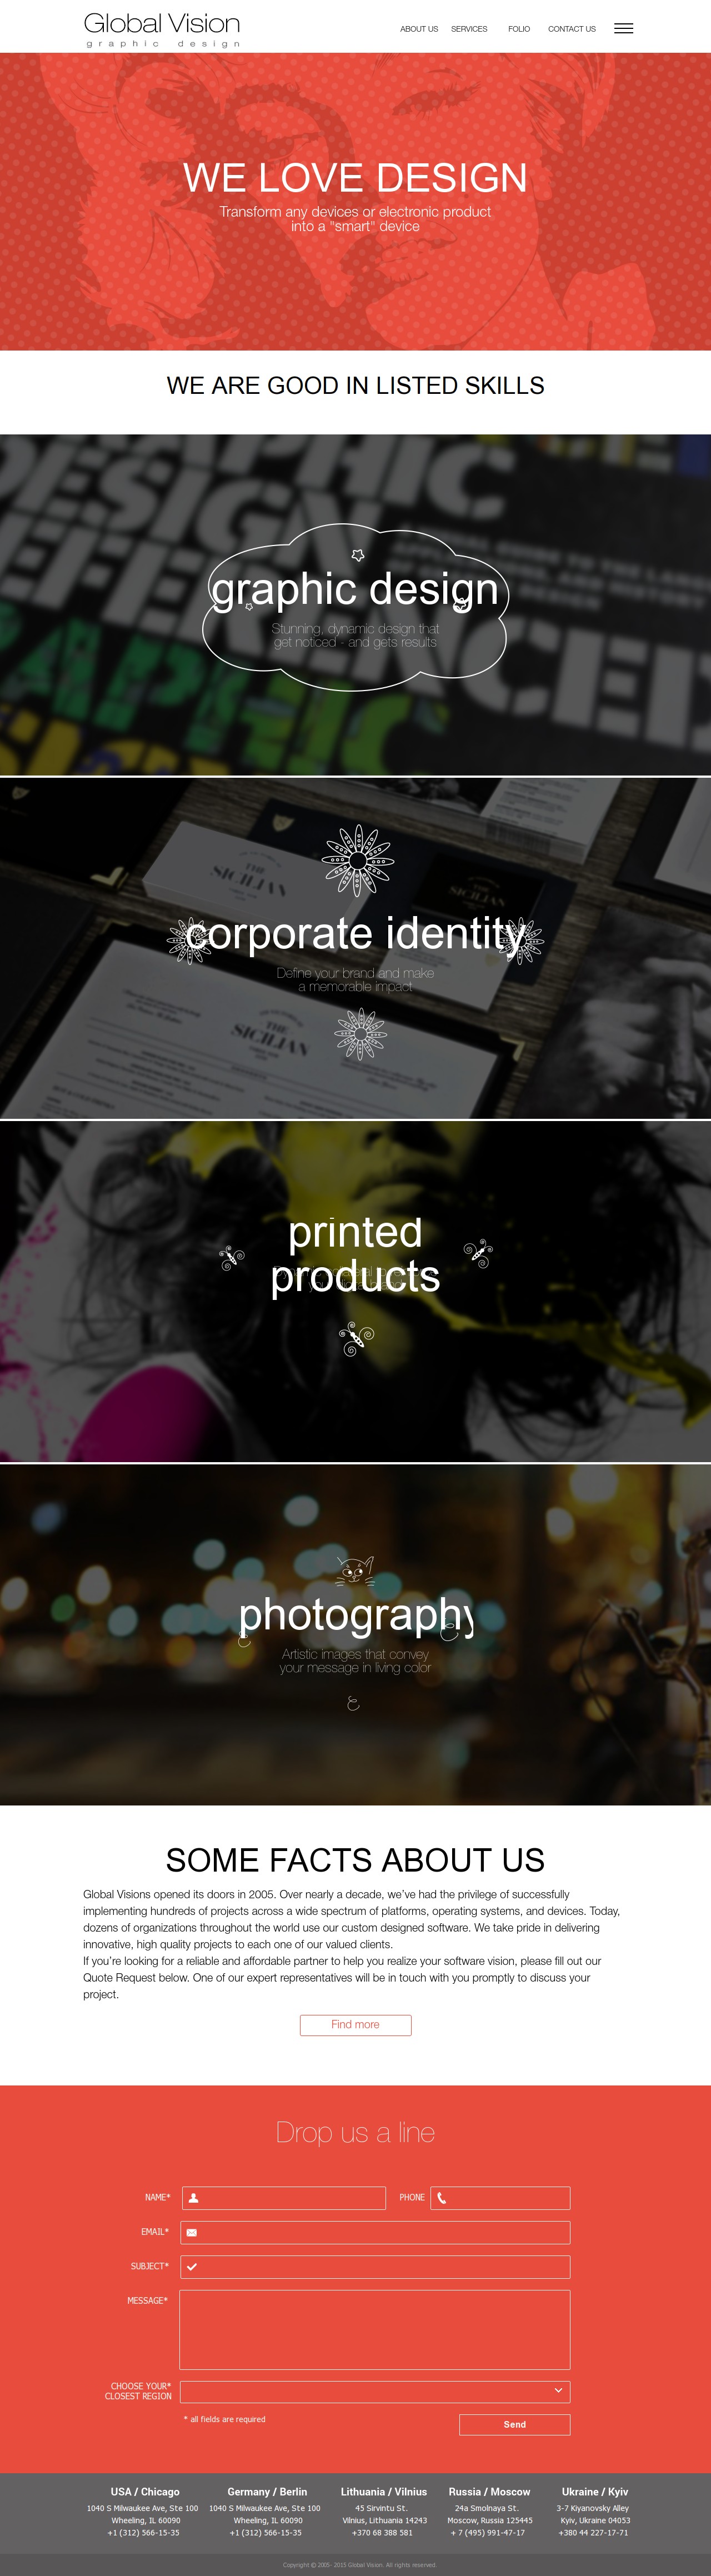 Global Vision
graphic design
ABOUT US SERVICES FOLIO CONTACT US
WE LOVE DESIGN
Transform any devices or electronic product
into a "smart" device
WE ARE GOOD IN LISTED SKILLS
graphic design
Stunning, dynamic design that
get noticed - and gets results
THE
SICILIAN
SICILIAN
corporate identity
Define your brand and make
a memorable impact
THE
SICILIAN
printed
products
photography
Artistic images that convey
your message in living color
SOME FACTS ABOUT US
Global Visions opened its doors in 2005. Over nearly a decade, we’ve had the privilege of successfully
implementing hundreds of projects across a wide spectrum of platforms, operating systems, and devices. Today,
dozens of organizations throughout the world use our custom designed software. We take pride in delivering
innovative, high quality projects to each one of our valued clients.
If you’re looking for a reliable and affordable partner to help you realize your software vision, please fill out our
Quote Request below. One of our expert representatives will be in touch with you promptly to discuss your
project.
Find more
Drop us a line
NAME* PHONE
EMAIL*
SUBJECT*
MESSAGE*
CHOOSE YOUR*
CLOSEST REGION
* all fields are required
Send
USA / Chicago
1040 S Milwaukee Ave, Ste 100
Wheeling, IL 60090
+1 (312) 566-15-35
Germany / Berlin
1040 S Milwaukee Ave, Ste 100
Wheeling, IL 60090
+1 (312) 566-15-35
Lithuania / Vilnius
45 Sirvintu St.
Vilnius, Lithuania 14243
+370 68 388 581
Russia / Moscow
24a Smolnaya St.
Moscow, Russia 125445
+ 7 (495) 991-47-17
Ukraine / Kyiv
3-7 Kiyanovsky Alley
Kyiv, Ukraine 04053
+380 44 227-17-71
Copyright © 2005- 2015 Global Vision. All rights reserved.